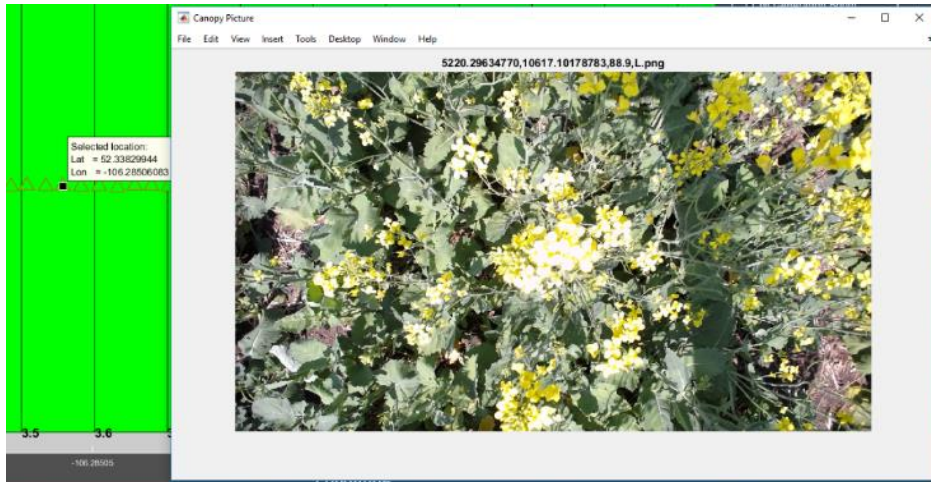 Canopy Picture
File Edit View Insert Tools Desktop Window Help
5220.29634770,10617.10178783,88.9,L.png
Selected location:
Lat = 52.33829944
Lon = -106.28506083
3.5 3.6
-106.28505